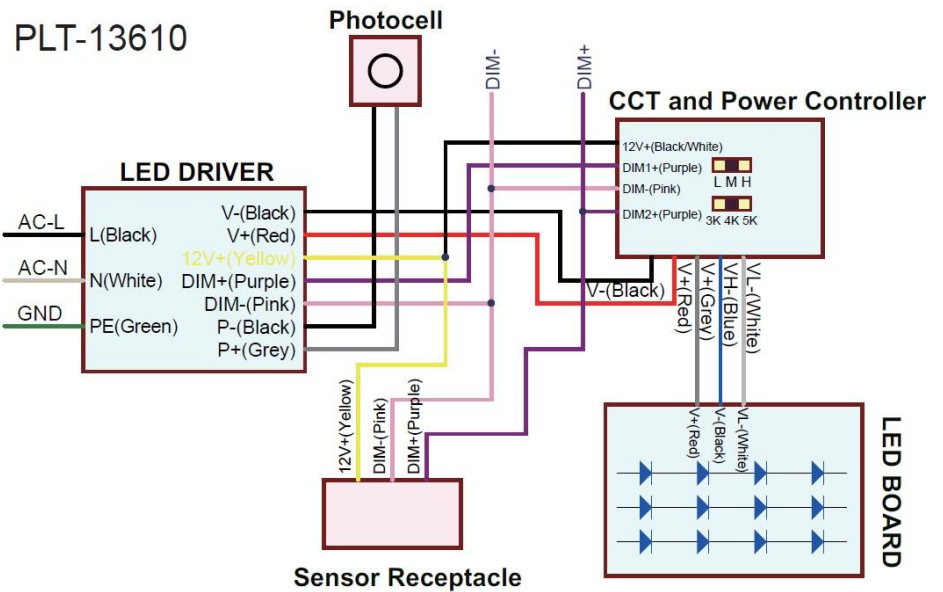 PLT-13610
Photocell
DIM-
DIM+
CCT and Power Controller
12V+(Black/White)
DIM1+(Purple)
L M H
DIM-(Pink)
DIM2+(Purple)
3K 4K 5K
LED DRIVER
AC-L
L(Black)
AC-N
N(White)
GND
PE(Green)
V-(Black)
V+(Red)
12V+(Yellow)
DIM+(Purple)
DIM-(Pink)
P-(Black)
P+(Grey)
V-(Black)
V+(Red)
V+(Grey)
VH-(Blue)
VL-(White)
12V+(Yellow)
DIM-(Pink)
DIM+(Purple)
Sensor Receptacle
V+(Red)
V-(Black)
VL-(White)
LED BOARD